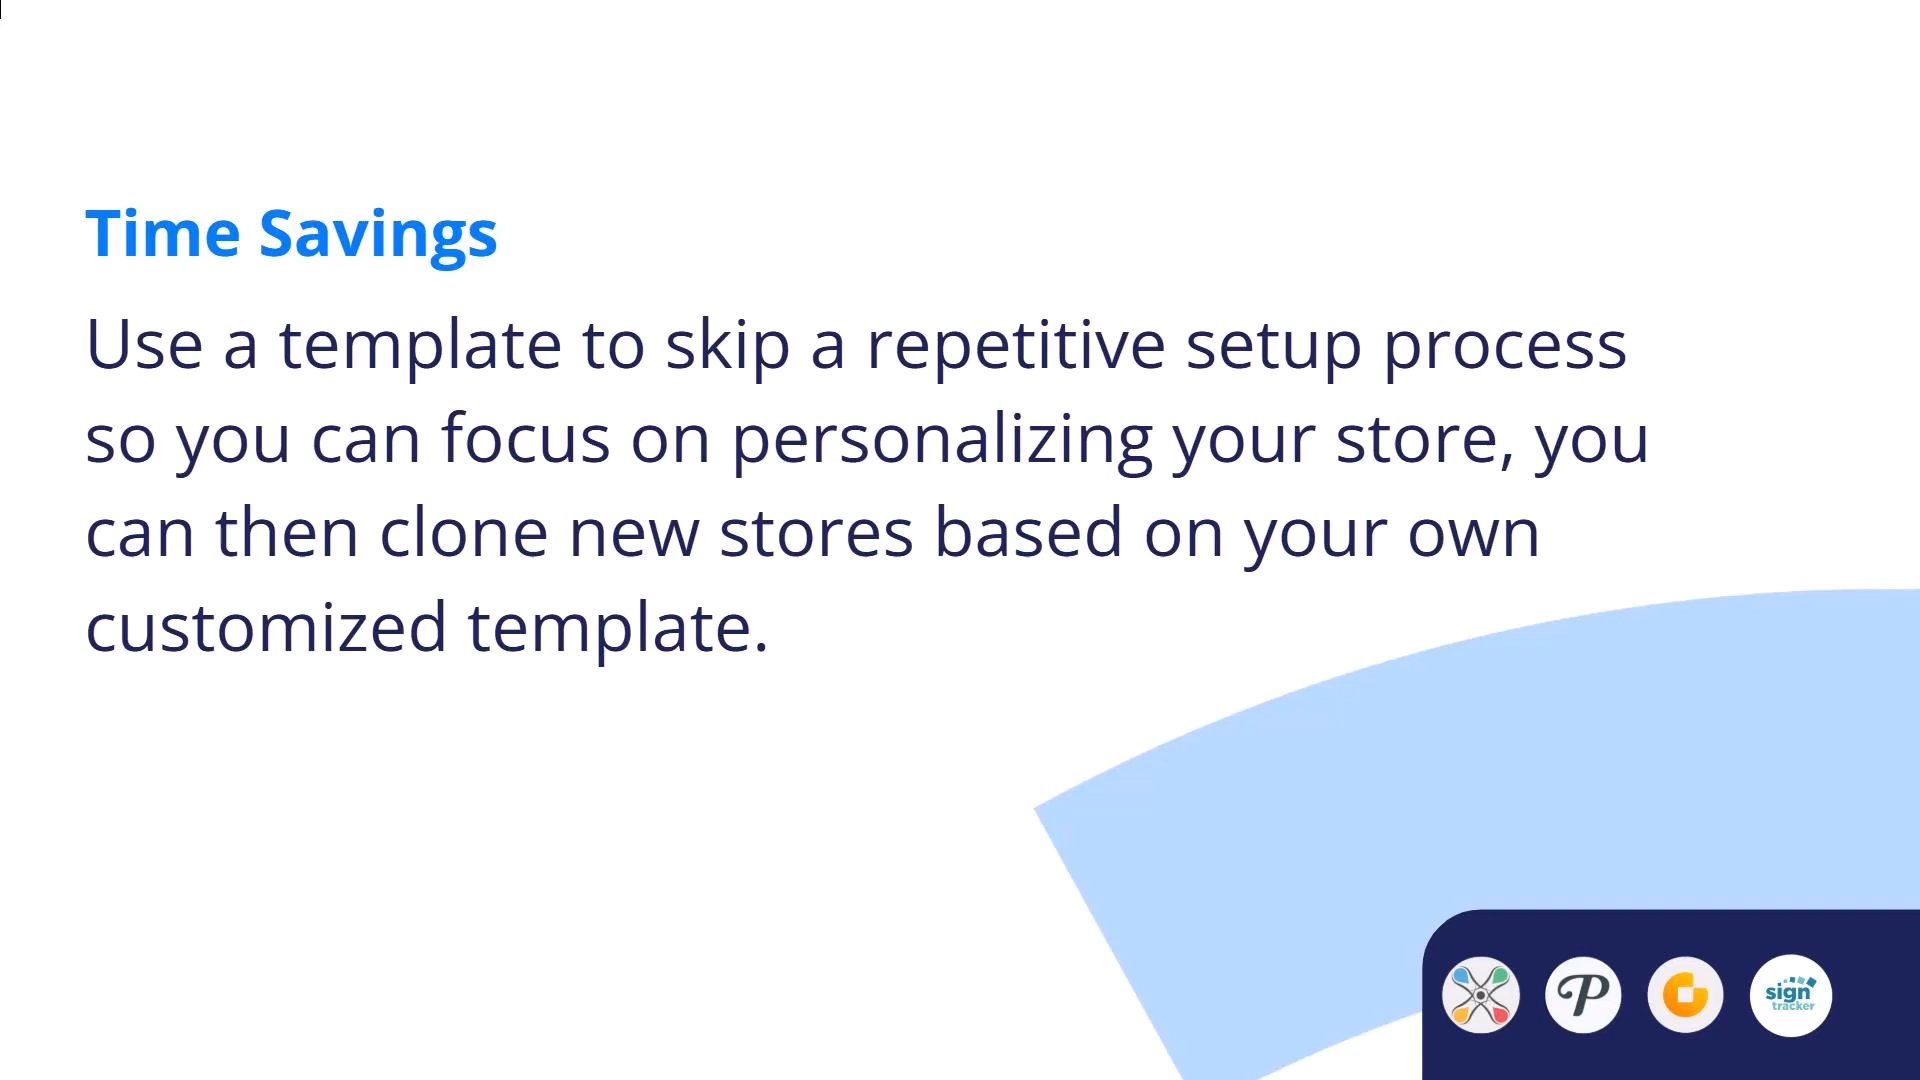 Time Savings
Use a template to skip a repetitive setup process
so you can focus on personalizing your store, you
can then clone new stores based on your own
customized template.
P
sign
tracker